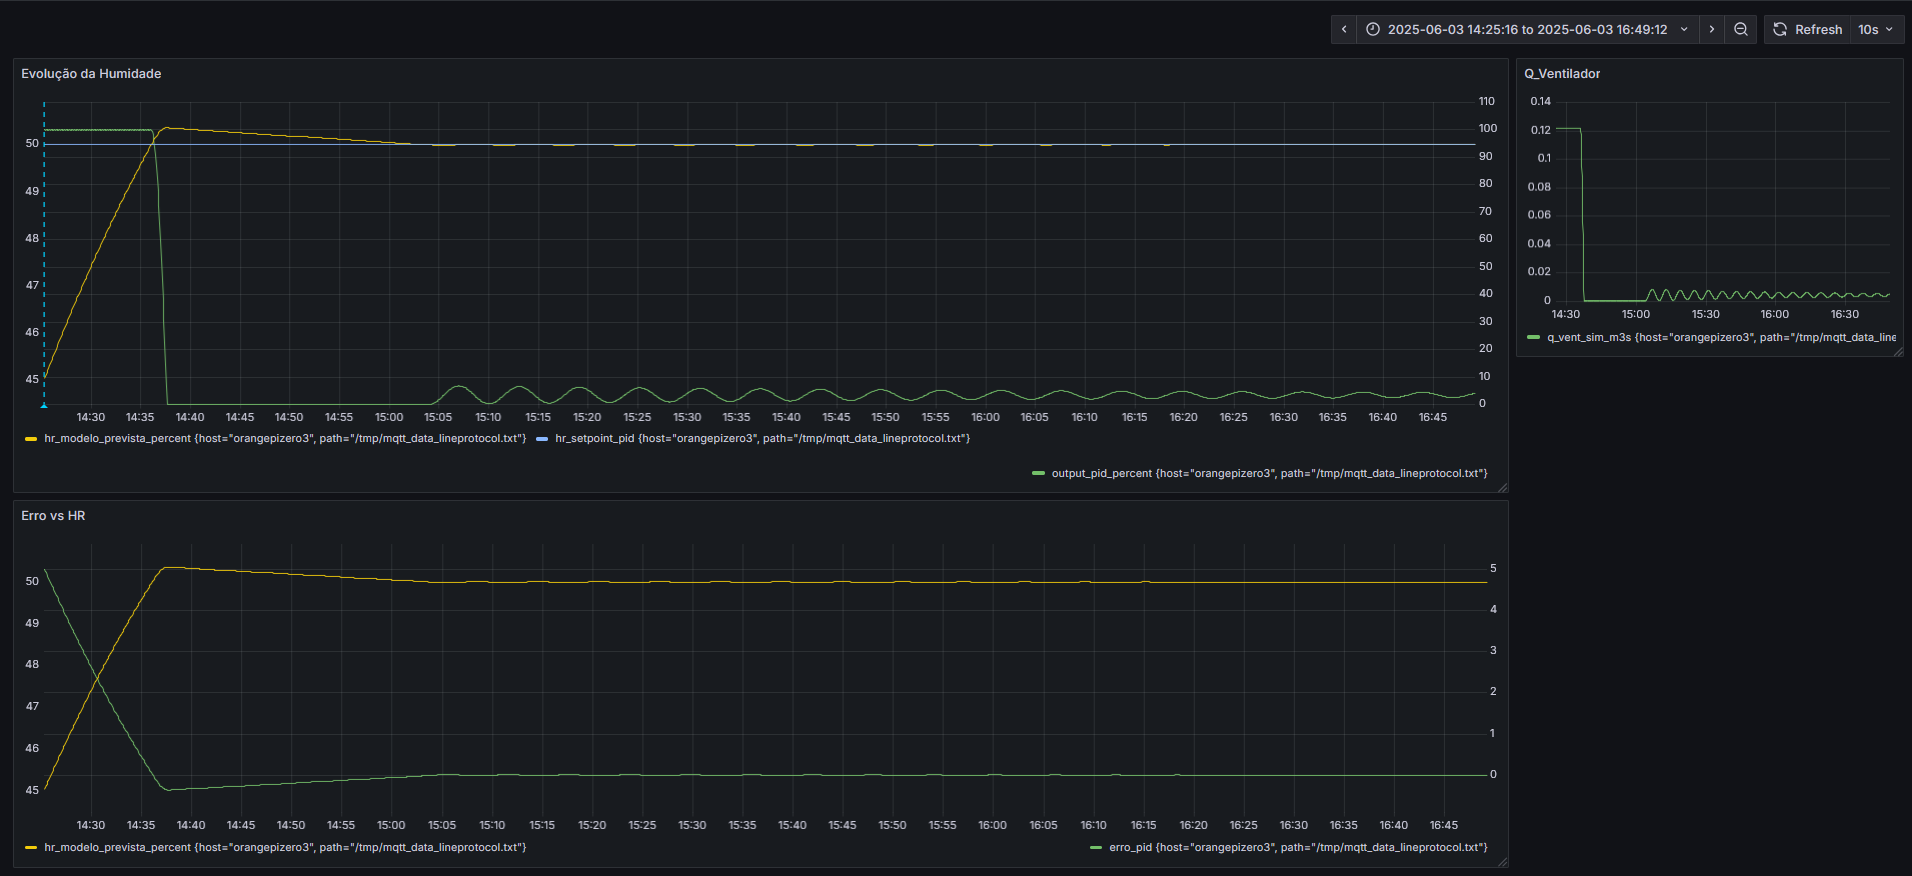 2025-06-03 14:25:16 to 2025-06-03 16:49:12
Refresh
10s
Evolução da Humidade
50
49
48
47
46
45
110
100
90
80
70
60
50
40
30
20
10
0
14:30 14:35 14:40 14:45 14:50 14:55 15:00 15:05 15:10 15:15 15:20 15:25 15:30 15:35 15:40 15:45 15:50 15:55 16:00 16:05 16:10 16:15 16:20 16:25 16:30 16:35 16:40 16:45
hr_modelo_prevista_percent {host="orangepizero3", path="/tmp/mqtt_data_lineprotocol.txt"} hr_setpoint_pid {host="orangepizero3", path="/tmp/mqtt_data_lineprotocol.txt"}
output_pid_percent {host="orangepizero3", path="/tmp/mqtt_data_lineprotocol.txt"}
Q_Ventilador
0.14
0.12
0.1
0.08
0.06
0.04
0.02
0
14:30 15:00 15:30 16:00 16:30
q_vent_sim_m3s {host="orangepizero3", path="/tmp/mqtt_data_line
Erro vs HR
50
49
48
47
46
45
5
4
3
2
1
0
14:30 14:35 14:40 14:45 14:50 14:55 15:00 15:05 15:10 15:15 15:20 15:25 15:30 15:35 15:40 15:45 15:50 15:55 16:00 16:05 16:10 16:15 16:20 16:25 16:30 16:35 16:40 16:45
hr_modelo_prevista_percent {host="orangepizero3", path="/tmp/mqtt_data_lineprotocol.txt"}
erro_pid {host="orangepizero3", path="/tmp/mqtt_data_lineprotocol.txt"}